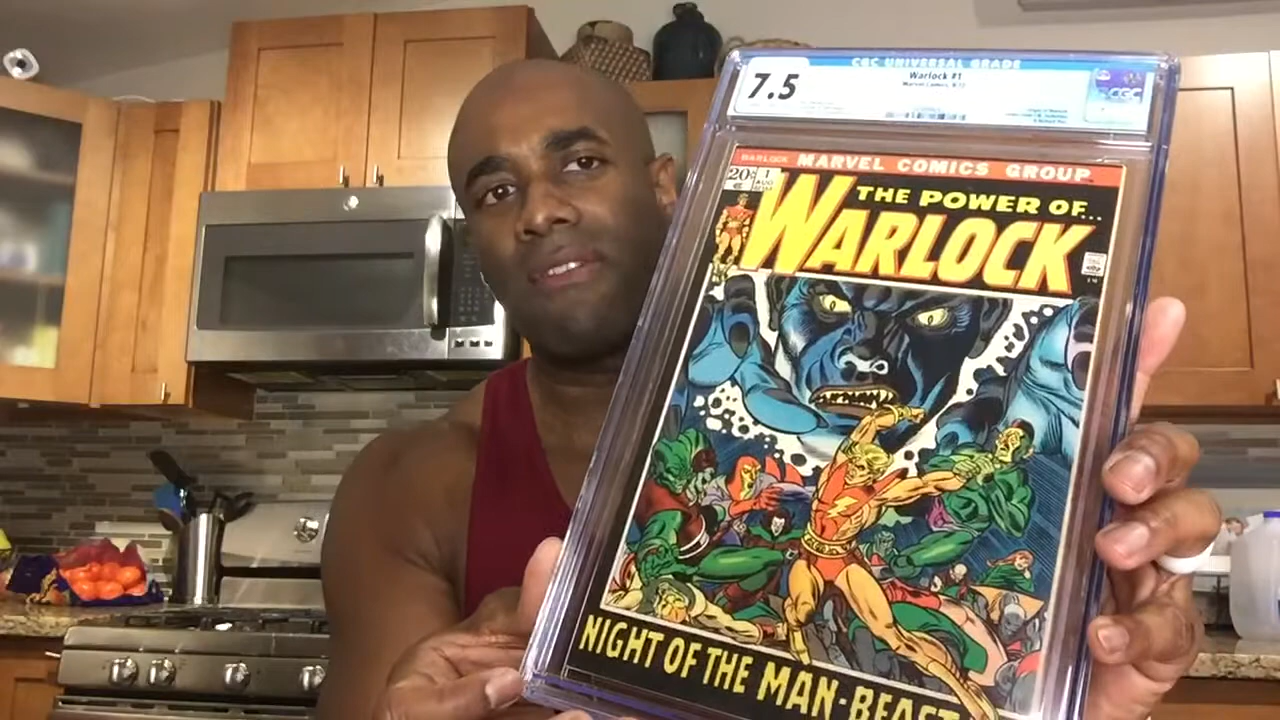 CGC UNIVERSAL GRADE
7.5
Warlock #1
Marvel Comics, 8/72
CGC
WARLOCK
MARVEL COMICS GROUP
20¢
1
AUG
THE POWER OF...
WARLOCK
NIGHT OF THE MAN-BEAST